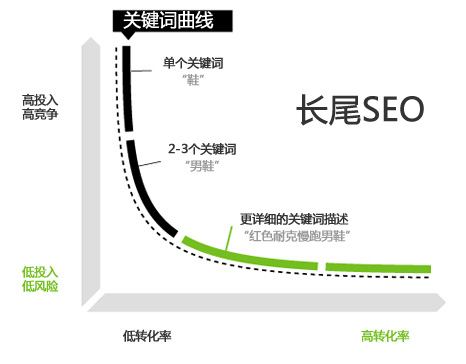 关键词曲线
单个关键词
“鞋”
高投入
高竞争
长尾SEO
2-3个关键词
“男鞋”
更详细的关键词描述
“红色耐克慢跑男鞋”
低投入
低风险
低转化率
高转化率